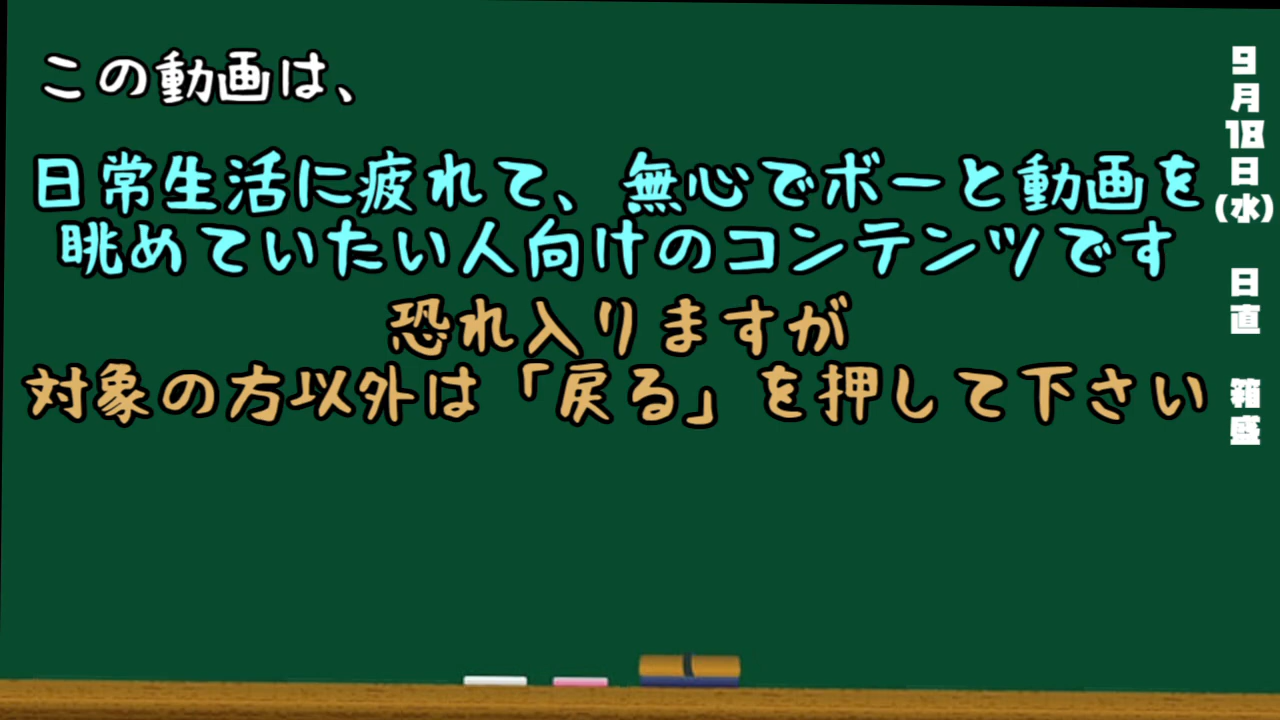 この動画は、
日常生活に疲れて、無心でボーと動画を
眺めていたい人向けのコンテンツです
恐れ入りますが
対象の方以外は「戻る」を押して下さい
9月18日(水) 日直 箱盛